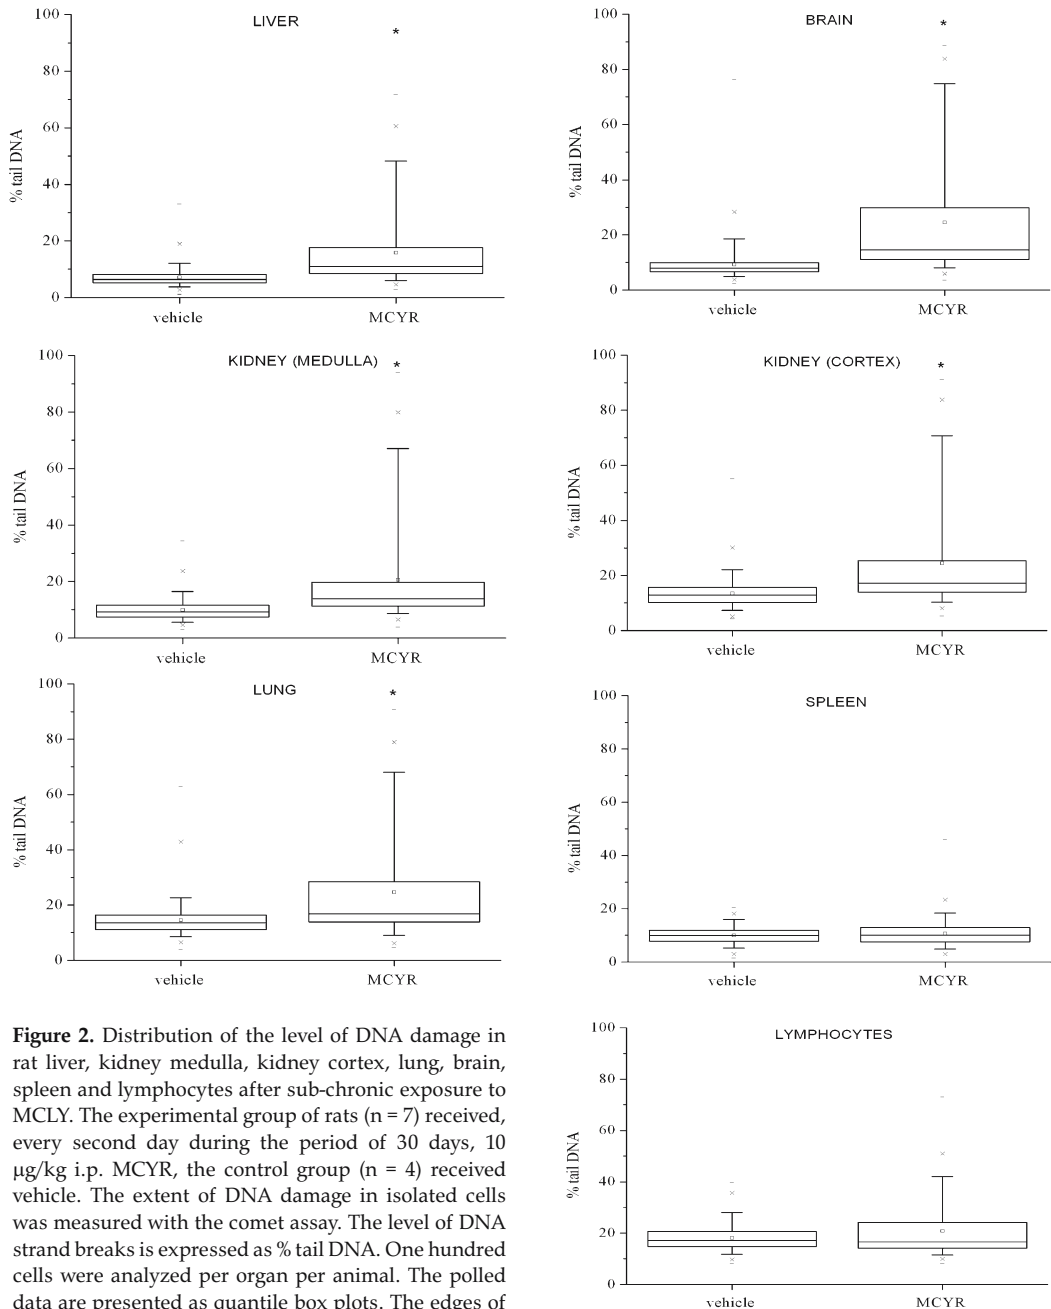 LIVER
*
100
80
60
40
20
0
% tail DNA
vehicle MCYR
BRAIN
*
100
80
60
40
20
0
% tail DNA
vehicle MCYR
KIDNEY (MEDULLA)
*
100
80
60
40
20
0
% tail DNA
vehicle MCYR
KIDNEY (CORTEX)
*
100
80
60
40
20
0
% tail DNA
vehicle MCYR
LUNG
*
100
80
60
40
20
0
% tail DNA
vehicle MCYR
SPLEEN
100
80
60
40
20
0
% tail DNA
vehicle MCYR
Figure 2. Distribution of the level of DNA damage in
rat liver, kidney medulla, kidney cortex, lung, brain,
spleen and lymphocytes after sub-chronic exposure to
MCLY. The experimental group of rats (n = 7) received,
every second day during the period of 30 days, 10
µg/kg i.p. MCYR, the control group (n = 4) received
vehicle. The extent of DNA damage in isolated cells
was measured with the comet assay. The level of DNA
strand breaks is expressed as % tail DNA. One hundred
cells were analyzed per organ per animal. The polled
data are presented as quantile box plots. The edges of
LYMPHOCYTES
100
80
60
40
20
0
% tail DNA
vehicle MCYR